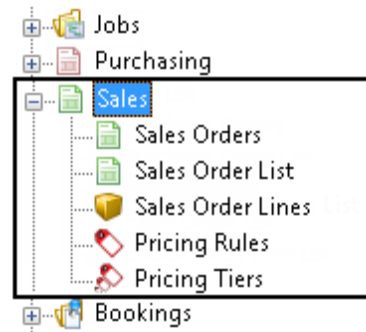 Jobs
Purchasing
Sales
Sales Orders
Sales Order List
Sales Order Lines
Pricing Rules
Pricing Tiers
Bookings